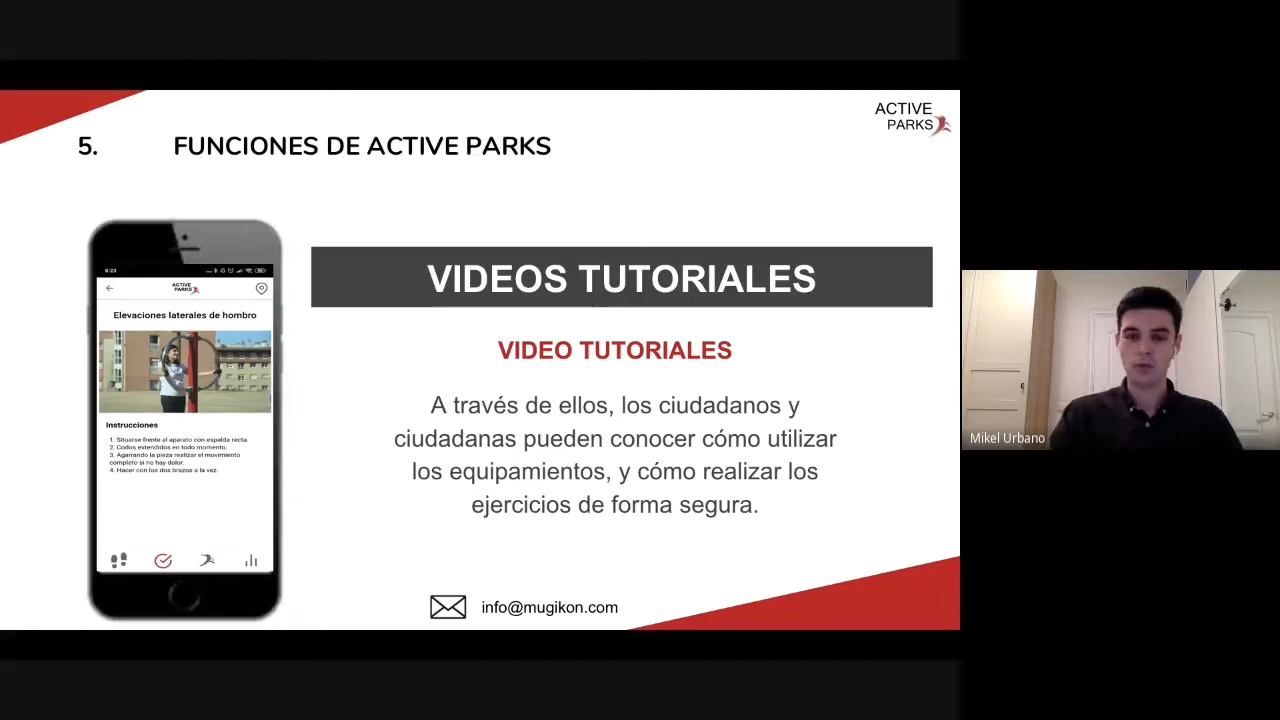 ACTIVE
PARKS
5. FUNCIONES DE ACTIVE PARKS
8:23
ACTIVE
PARKS
Elevaciones laterales de hombro
Instrucciones
1. Situarse frente al aparato con espalda recta.
2. Codos extendidos en todo momento.
3. Agarrando la pieza realizar el movimiento
completo si no hay dolor.
4. Hacer con los dos brazos a la vez.
VIDEOS TUTORIALES
VIDEO TUTORIALES
A través de ellos, los ciudadanos y
ciudadanas pueden conocer cómo utilizar
los equipamientos, y cómo realizar los
ejercicios de forma segura.
info@mugikon.com
Mikel Urbano